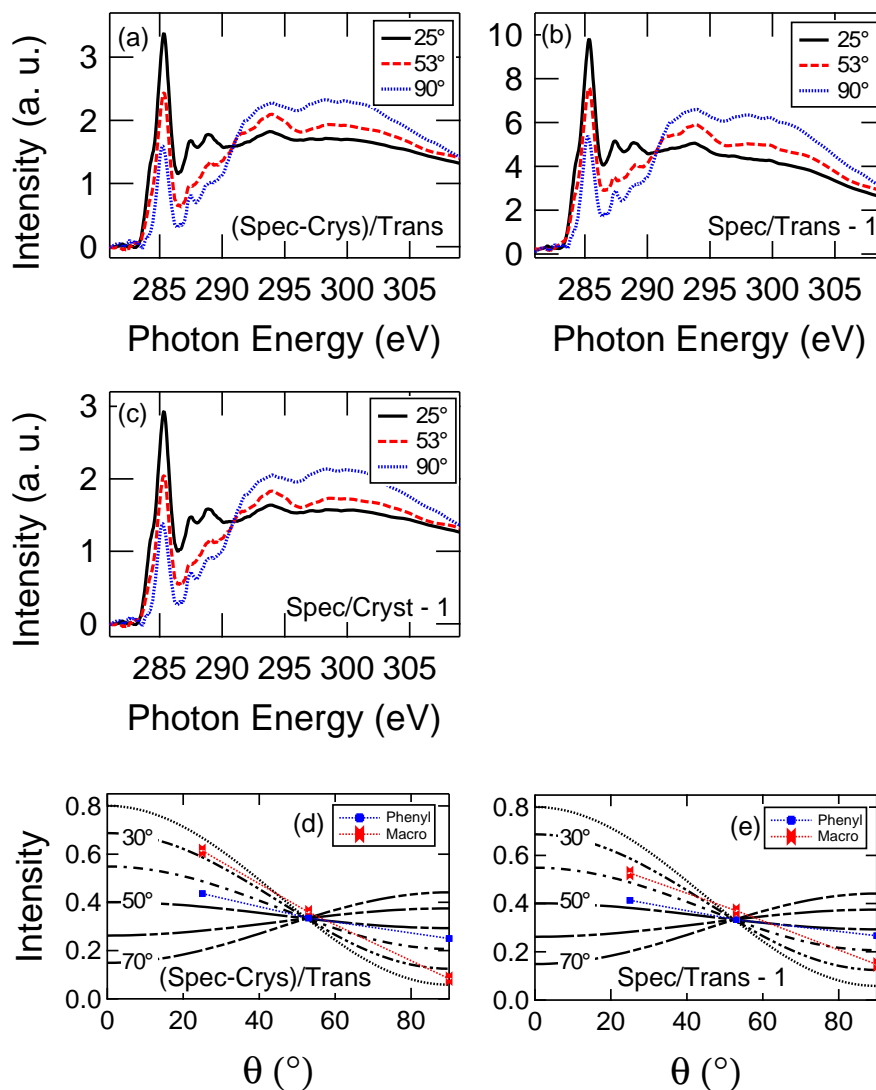 (a)
25°
53°
90°
3
2
1
0
Intensity (a. u.)
(Spec-Crys)/Trans
285 290 295 300 305
Photon Energy (eV)
(b)
25°
53°
90°
10
8
6
4
2
0
Intensity (a. u.)
Spec/Trans - 1
285 290 295 300 305
Photon Energy (eV)
(c)
25°
53°
90°
3
2
1
0
Intensity (a. u.)
Spec/Cryst - 1
285 290 295 300 305
Photon Energy (eV)
(d)
Phenyl
Macro
0.8
0.6
0.4
0.2
0.0
Intensity
30°
50°
70°
(Spec-Crys)/Trans
0 20 40 60 80
θ (°)
(e)
Phenyl
Macro
0.8
0.6
0.4
0.2
0.0
30°
50°
70°
Spec/Trans - 1
0 20 40 60 80
θ (°)